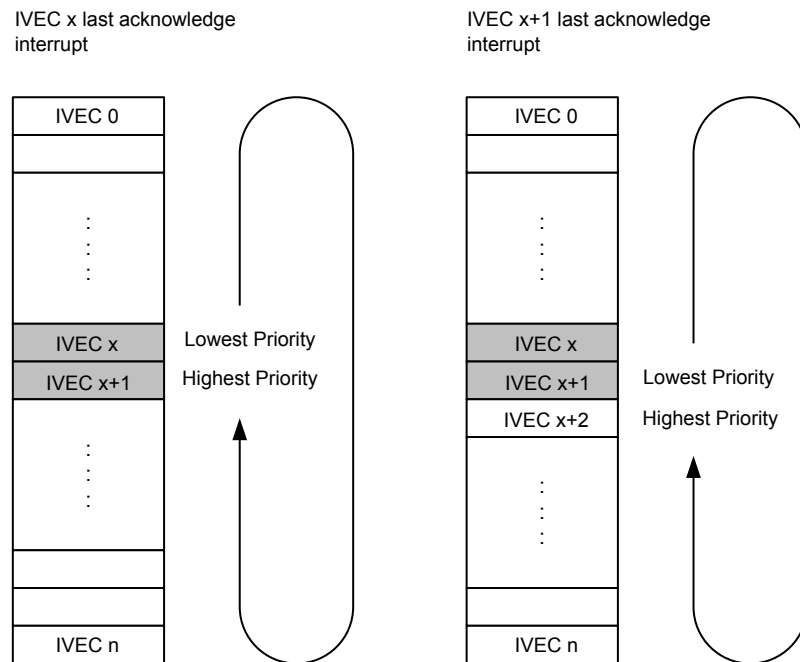 IVEC x last acknowledge
interrupt
IVEC 0
IVEC x
Lowest Priority
IVEC x+1
Highest Priority
IVEC n
IVEC x+1 last acknowledge
interrupt
IVEC 0
IVEC x
IVEC x+1
Lowest Priority
IVEC x+2
Highest Priority
IVEC n